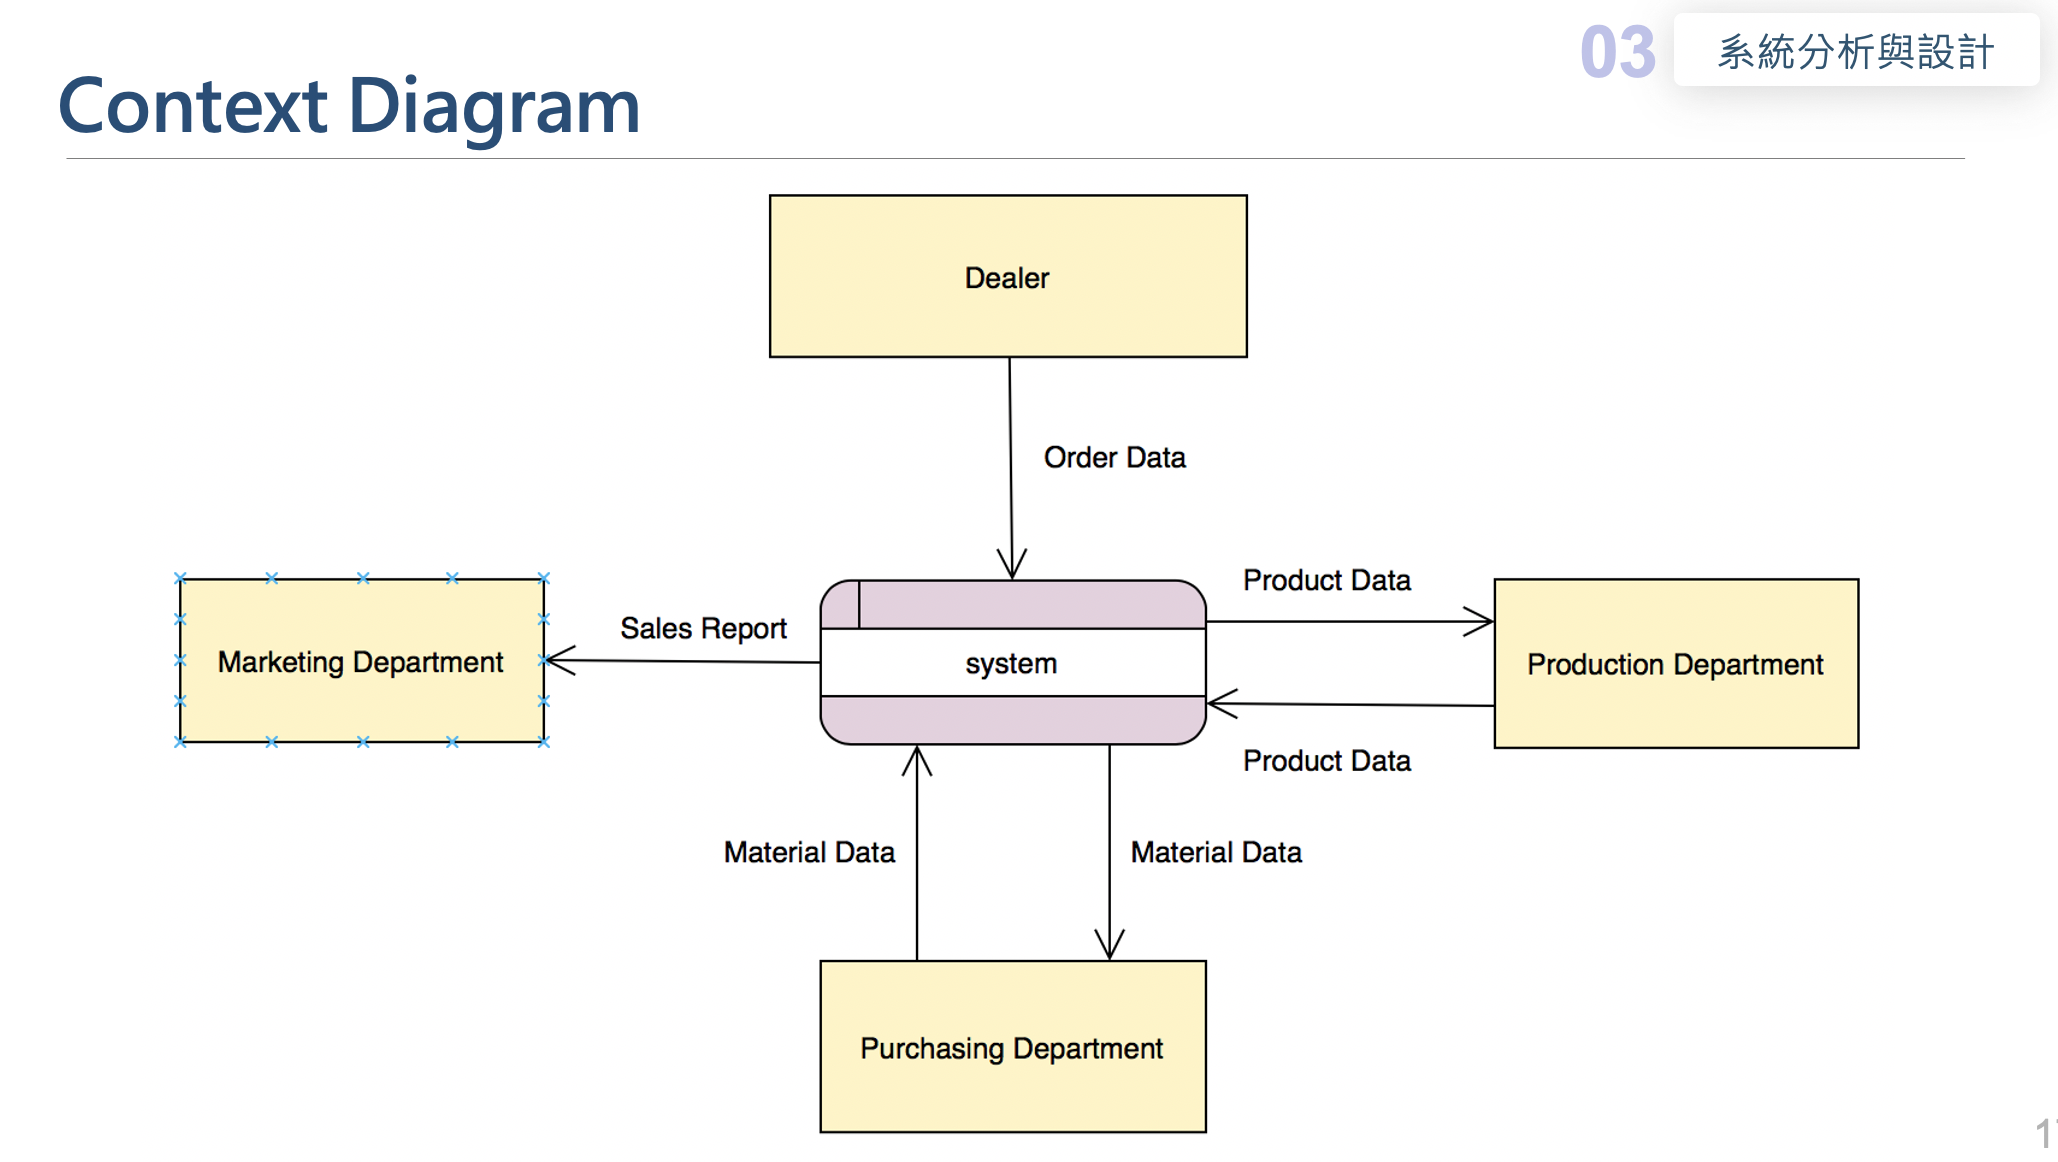 03
系統分析與設計
Context Diagram
Dealer
Order Data
Product Data
Sales Report
Marketing Department
system
Production Department
Product Data
Material Data
Material Data
Purchasing Department